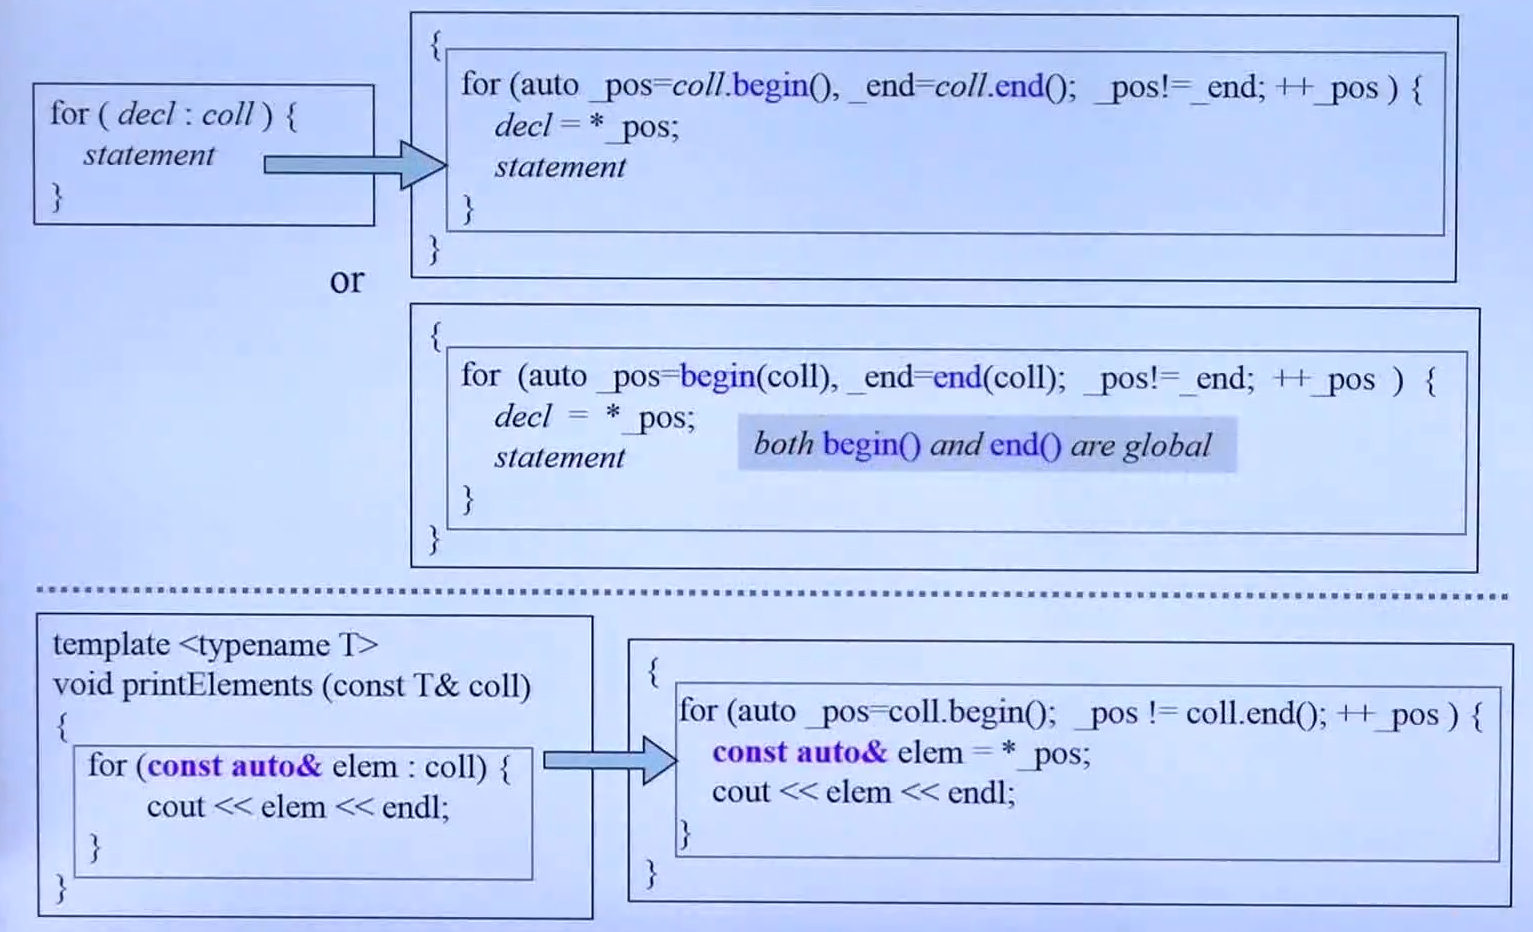 for ( decl : coll ) {
statement
}
{
for (auto _pos=coll.begin(), _end=coll.end(); _pos!=_end; ++_pos ) {
decl = *_pos;
statement
}
}
or
{
for (auto _pos=begin(coll), _end=end(coll); _pos!=_end; ++_pos ) {
decl = *_pos;
both begin() and end() are global
statement
}
}
template <typename T>
void printElements (const T& coll)
{
for (const auto& elem : coll) {
cout << elem << endl;
}
}
{
for (auto _pos=coll.begin(); _pos != coll.end(); ++_pos ) {
const auto& elem = *_pos;
cout << elem << endl;
}
}